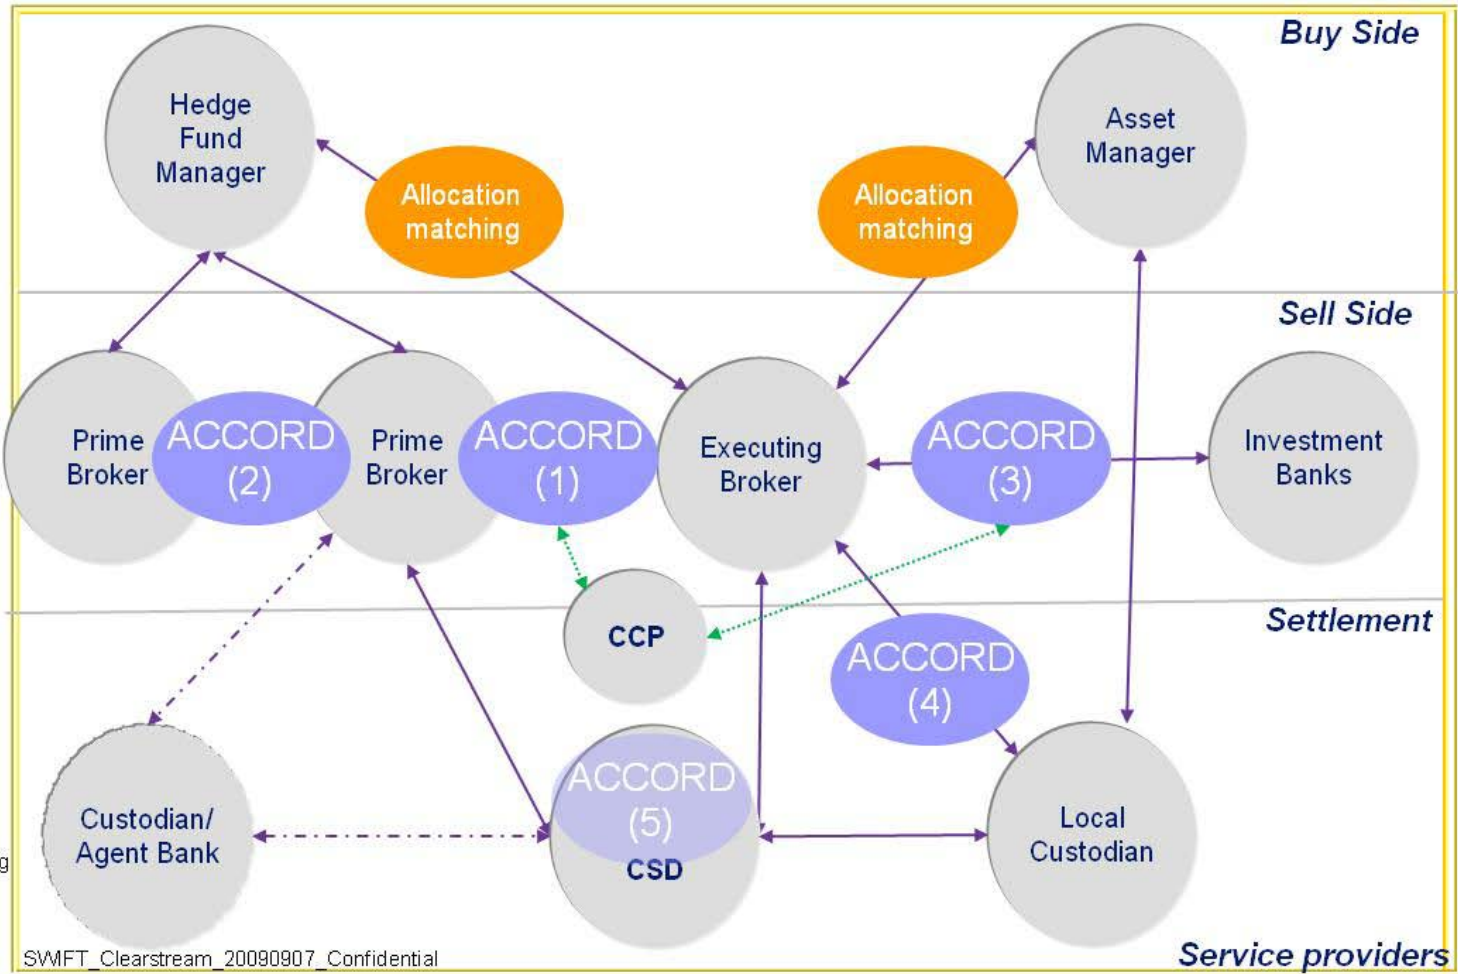 Buy Side
Hedge
Fund
Manager
Asset
Manager
Allocation
matching
Allocation
matching
Sell Side
Prime
Broker
ACCORD
(2)
Prime
Broker
ACCORD
(1)
Executing
Broker
ACCORD
(3)
Investment
Banks
CCP
Settlement
ACCORD
(4)
Custodian/
Agent Bank
ACCORD
(5)
CSD
Local
Custodian
g
SWIFT_Clearstream_20090907_Confidential
Service providers